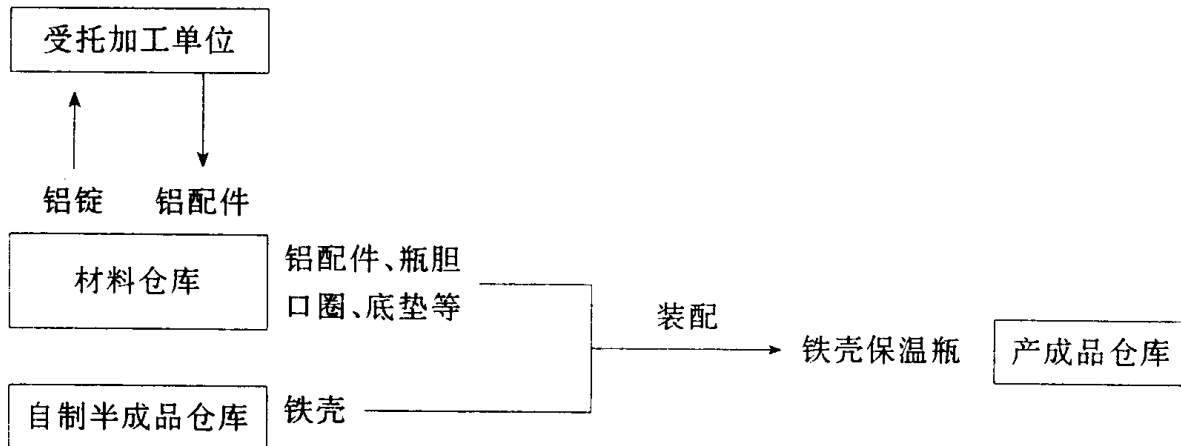 受托加工单位
铝锭 铝配件
材料仓库
铝配件、瓶胆
口圈、底垫等
装配
铁壳保温瓶
产成品仓库
自制半成品仓库
铁壳